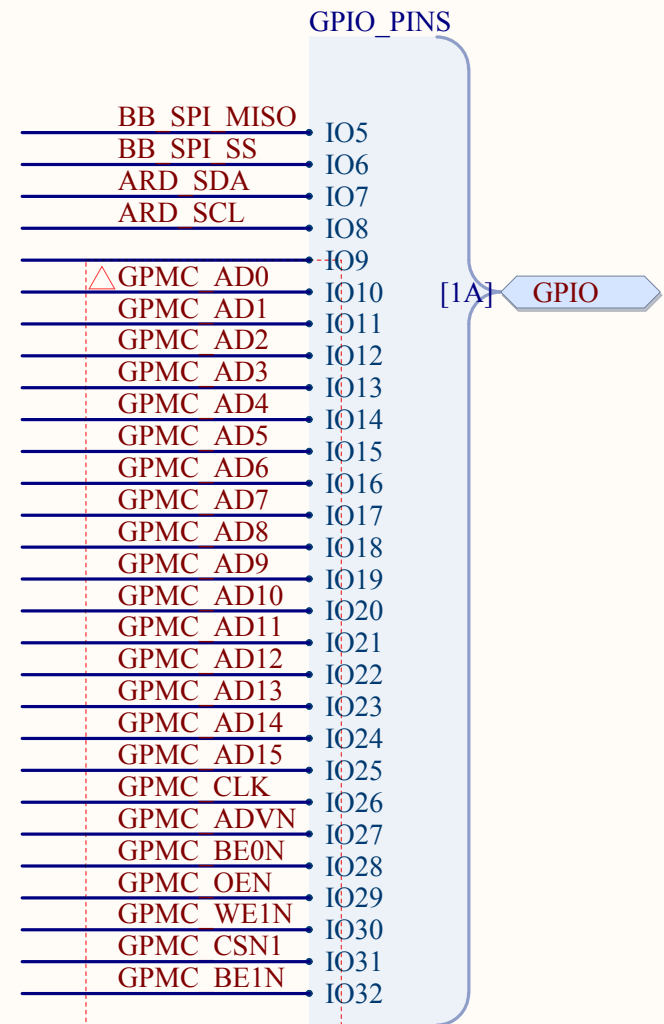 GPIO_PINS
BB_SPI_MISO IO5
BB_SPI_SS IO6
ARD_SDA IO7
ARD_SCL IO8
IO9
GPMC_AD0 IO10
[1A] GPIO
GPMC_AD1 IO11
GPMC_AD2 IO12
GPMC_AD3 IO13
GPMC_AD4 IO14
GPMC_AD5 IO15
GPMC_AD6 IO16
GPMC_AD7 IO17
GPMC_AD8 IO18
GPMC_AD9 IO19
GPMC_AD10 IO20
GPMC_AD11 IO21
GPMC_AD12 IO22
GPMC_AD13 IO23
GPMC_AD14 IO24
GPMC_AD15 IO25
GPMC_CLK IO26
GPMC_ADVN IO27
GPMC_BE0N IO28
GPMC_OEN IO29
GPMC_WE1N IO30
GPMC_CSN1 IO31
GPMC_BE1N IO32